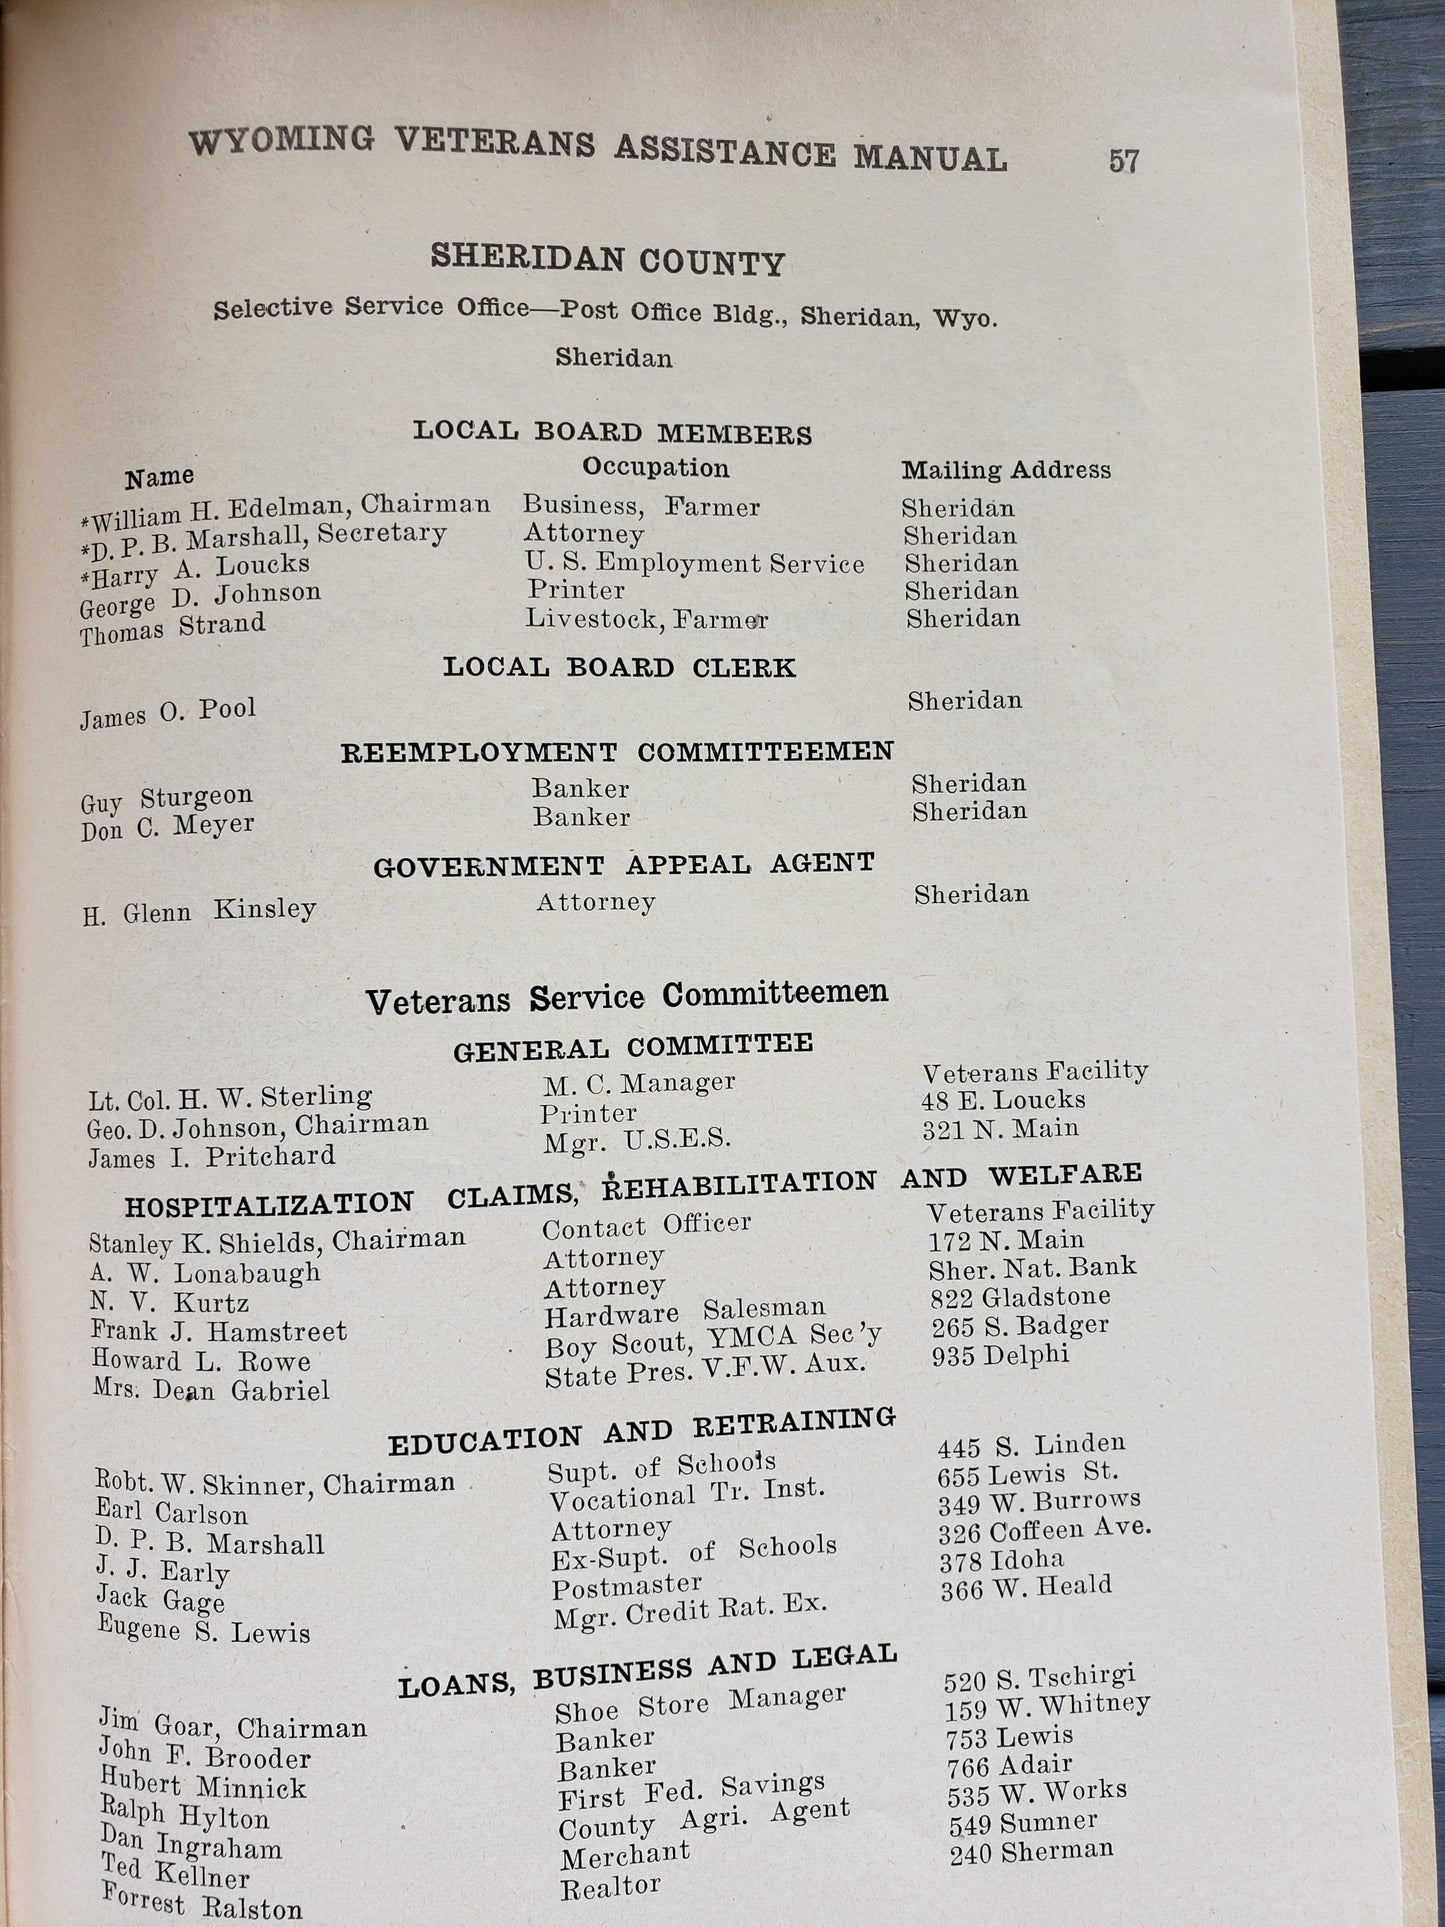 WYOMING VETERANS ASSISTANCE MANUAL 57
SHERIDAN COUNTY
Selective Service Office—Post Office Bldg., Sheridan, Wyo.
Sheridan
LOCAL BOARD MEMBERS
Name Occupation Mailing Address
*William H. Edelman, Chairman Business, Farmer Sheridan
*D. P. B. Marshall, Secretary Attorney Sheridan
*Harry A. Loucks U. S. Employment Service Sheridan
George D. Johnson Printer Sheridan
Thomas Strand Livestock, Farmer Sheridan
LOCAL BOARD CLERK
James O. Pool Sheridan
REEMPLOYMENT COMMITTEEMEN
Guy Sturgeon Banker Sheridan
Don C. Meyer Banker Sheridan
GOVERNMENT APPEAL AGENT
H. Glenn Kinsley Attorney Sheridan
Veterans Service Committeemen
GENERAL COMMITTEE
Lt. Col. H. W. Sterling M. C. Manager Veterans Facility
Geo. D. Johnson, Chairman Printer 48 E. Loucks
James I. Pritchard Mgr. U.S.E.S. 321 N. Main
HOSPITALIZATION CLAIMS, REHABILITATION AND WELFARE
Stanley K. Shields, Chairman Contact Officer Veterans Facility
A. W. Lonabaugh Attorney 172 N. Main
N. V. Kurtz Attorney Sher. Nat. Bank
Frank J. Hamstreet Hardware Salesman 822 Gladstone
Howard L. Rowe Boy Scout, YMCA Sec'y 265 S. Badger
Mrs. Dean Gabriel State Pres. V.F.W. Aux. 935 Delphi
EDUCATION AND RETRAINING
Robt. W. Skinner, Chairman Supt. of Schools 445 S. Linden
Earl Carlson Vocational Tr. Inst. 655 Lewis St.
D. P. B. Marshall Attorney 349 W. Burrows
J. J. Early Ex-Supt. of Schools 326 Coffeen Ave.
Jack Gage Postmaster 378 Idoha
Eugene S. Lewis Mgr. Credit Rat. Ex. 366 W. Heald
LOANS, BUSINESS AND LEGAL
Jim Goar, Chairman Shoe Store Manager 520 S. Tschirgi
John F. Brooder Banker 159 W. Whitney
Hubert Minnick Banker 753 Lewis
Ralph Hylton First Fed. Savings 766 Adair
Dan Ingraham County Agri. Agent 535 W. Works
Ted Kellner Merchant 549 Sumner
Forrest Ralston Realtor 240 Sherman